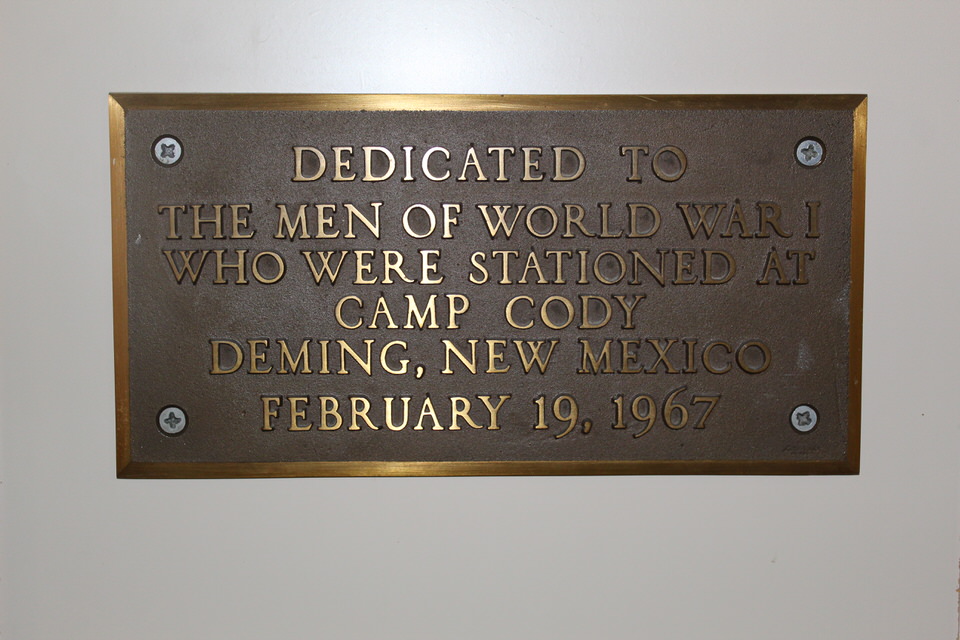 DEDICATED TO
THE MEN OF WORLD WAR I
WHO WERE STATIONED AT
CAMP CODY
DEMING, NEW MEXICO
FEBRUARY 19, 1967